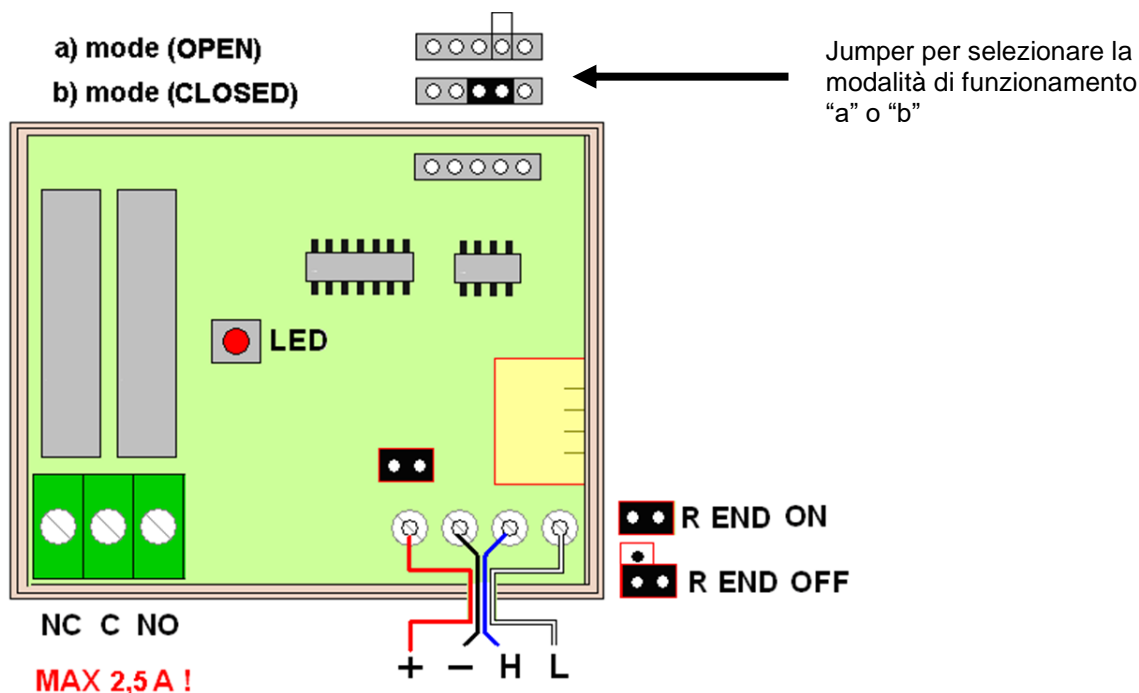 a) mode (OPEN)
b) mode (CLOSED)
Jumper per selezionare la
modalità di funzionamento
“a” o “b”
LED
R END ON
R END OFF
NC C NO
+ − H L
MAX 2,5 A !